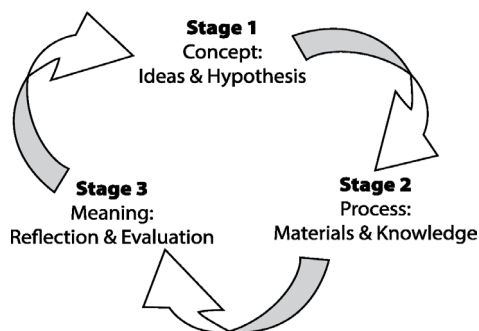 Stage 1
Concept:
Ideas & Hypothesis
Stage 2
Process:
Materials & Knowledge
Stage 3
Meaning:
Reflection & Evaluation